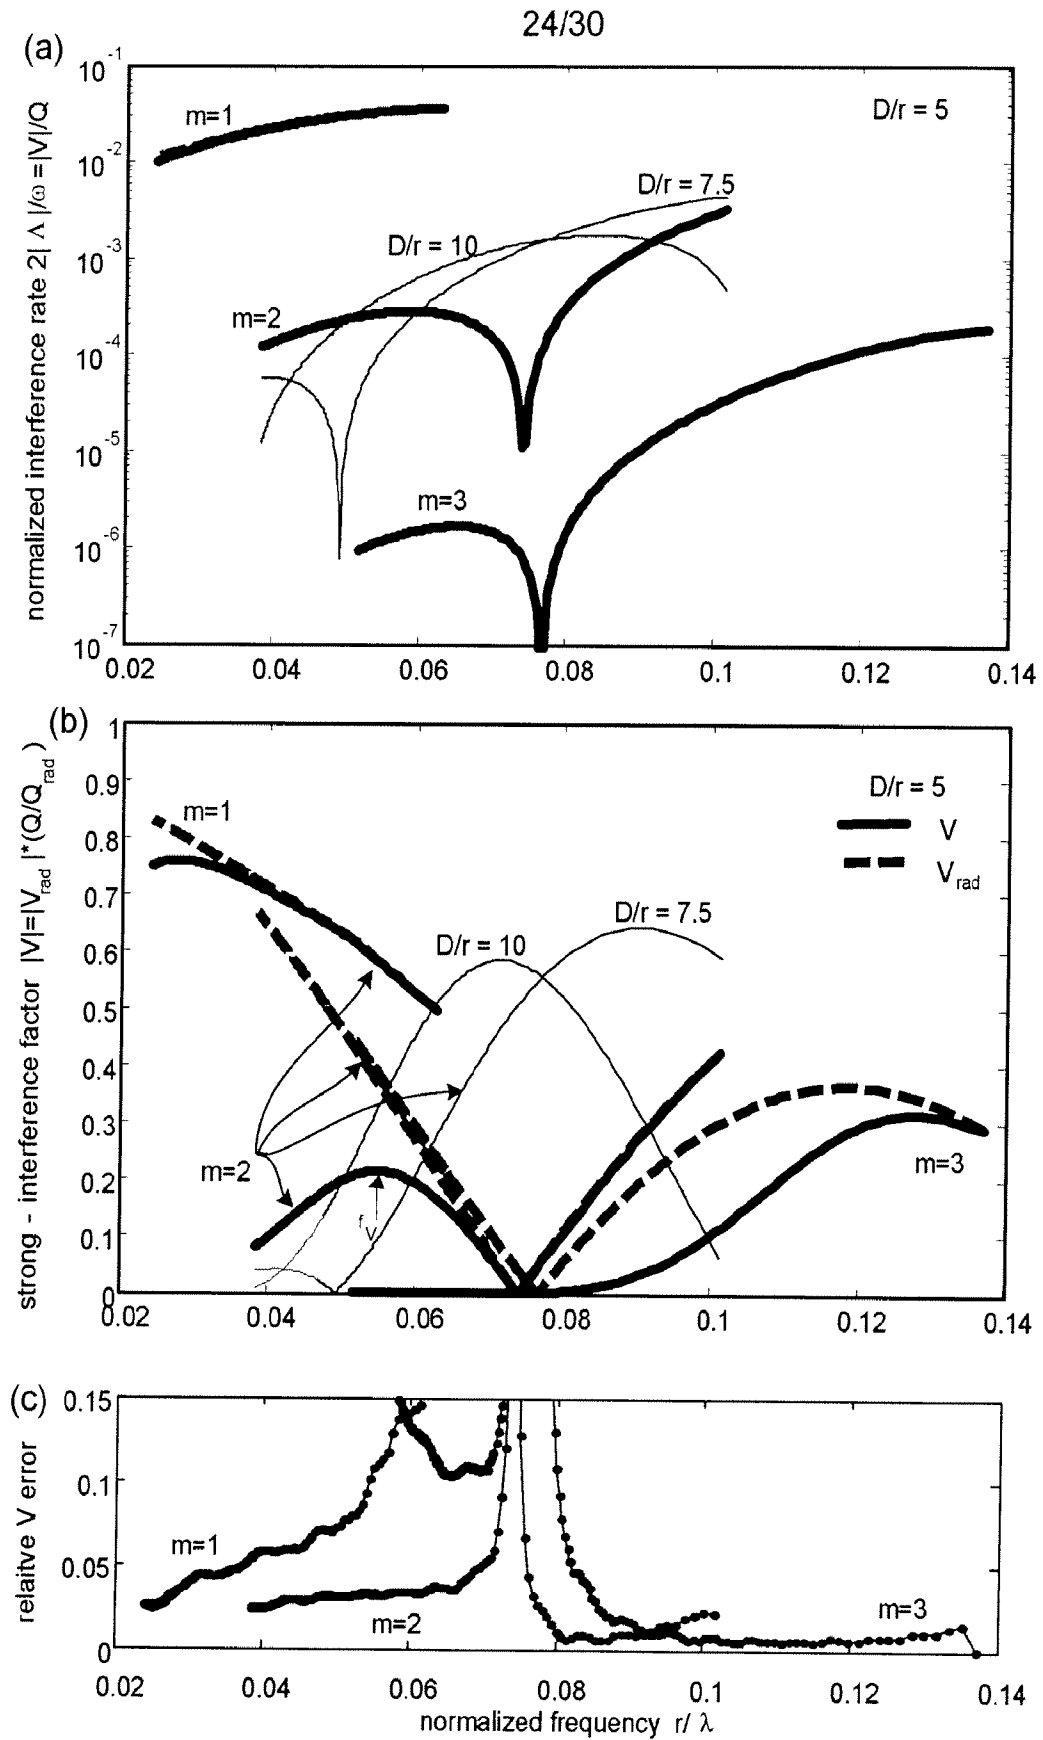 24/30
(a)
normalized interference rate 2| Λ |/ω =|V|/Q
10-1
10-2
10-3
10-4
10-5
10-6
10-7
m=1
D/r = 5
D/r = 7.5
D/r = 10
m=2
m=3
0.02 0.04 0.06 0.08 0.1 0.12 0.14
(b)
strong - interference factor |V|=|Vrad|*(Q/Qrad)
1
0.9
0.8
0.7
0.6
0.5
0.4
0.3
0.2
0.1
0
m=1
D/r = 5
V
Vrad
D/r = 7.5
D/r = 10
m=2
fV
m=3
0.02 0.04 0.06 0.08 0.1 0.12 0.14
(c)
relaitve V error
0.15
0.1
0.05
0
m=1
m=2
m=3
0.02 0.04 0.06 0.08 0.1 0.12 0.14
normalized frequency r/ λ